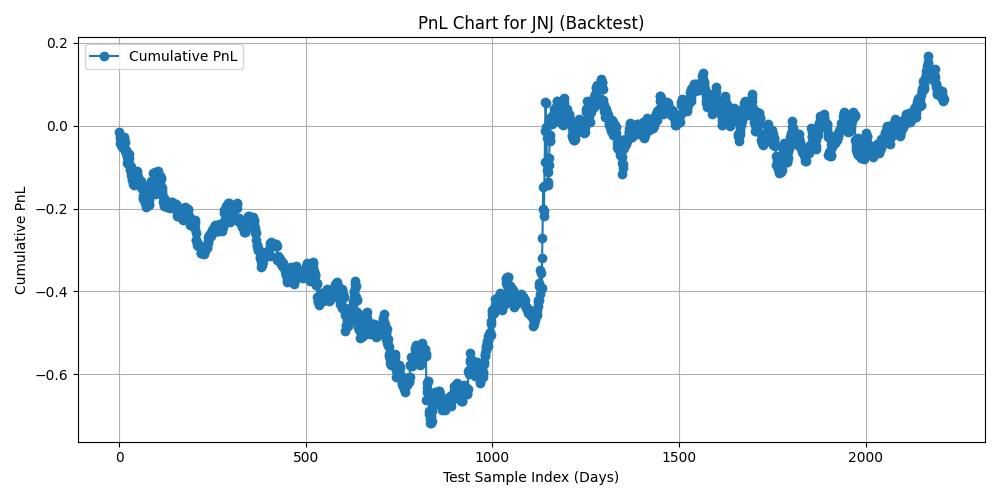 PnL Chart for JNJ (Backtest)
Cumulative PnL
0.2
0.0
−0.2
−0.4
−0.6
Cumulative PnL
0
500
1000
1500
2000
Test Sample Index (Days)